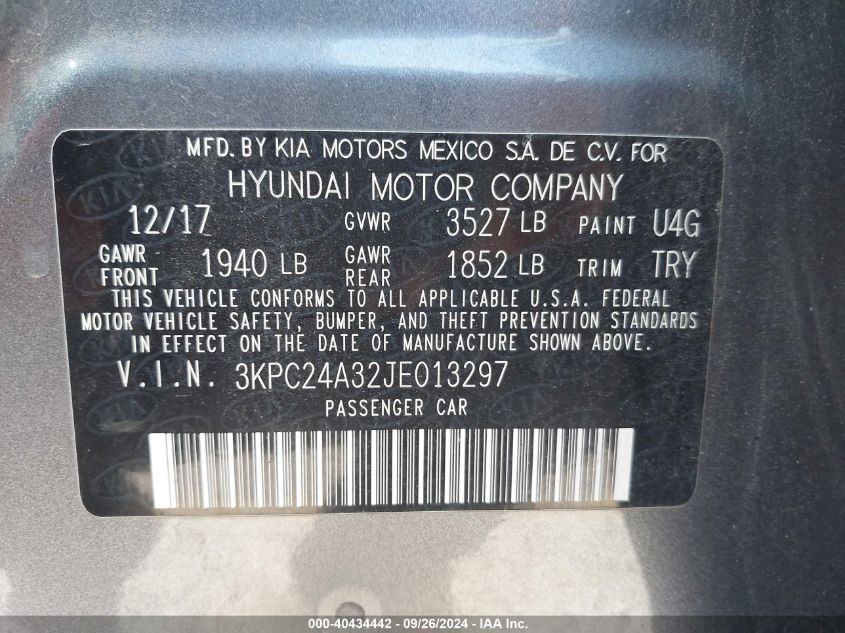 MFD. BY KIA MOTORS MEXICO S.A. DE C.V. FOR
HYUNDAI MOTOR COMPANY
12/17 GVWR 3527 LB PAINT U4G
GAWR FRONT 1940 LB GAWR REAR 1852 LB TRIM TRY
THIS VEHICLE CONFORMS TO ALL APPLICABLE U.S.A. FEDERAL
MOTOR VEHICLE SAFETY, BUMPER, AND THEFT PREVENTION STANDARDS
IN EFFECT ON THE DATE OF MANUFACTURE SHOWN ABOVE.
V.I.N. 3KPC24A32JE013297
PASSENGER CAR
000-40434442 - 09/26/2024 - IAA Inc.